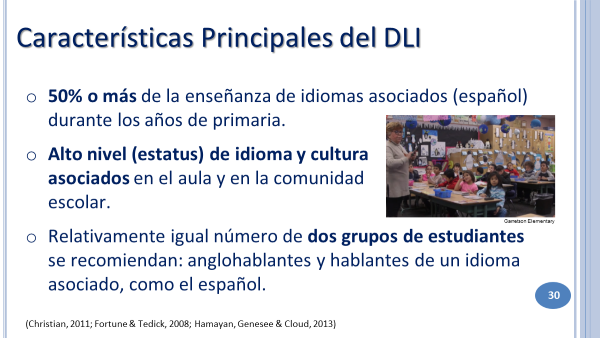 Características Principales del DLI
50% o más de la enseñanza de idiomas asociados (español)
durante los años de primaria.
Alto nivel (estatus) de idioma y cultura
asociados en el aula y en la comunidad
escolar.
Ganelson Elementary
Relativamente igual número de dos grupos de estudiantes
se recomiendan: anglohablantes y hablantes de un idioma
asociado, como el español.
30
(Christian, 2011; Fortune & Tedick, 2008; Hamayan, Genesee & Cloud, 2013)